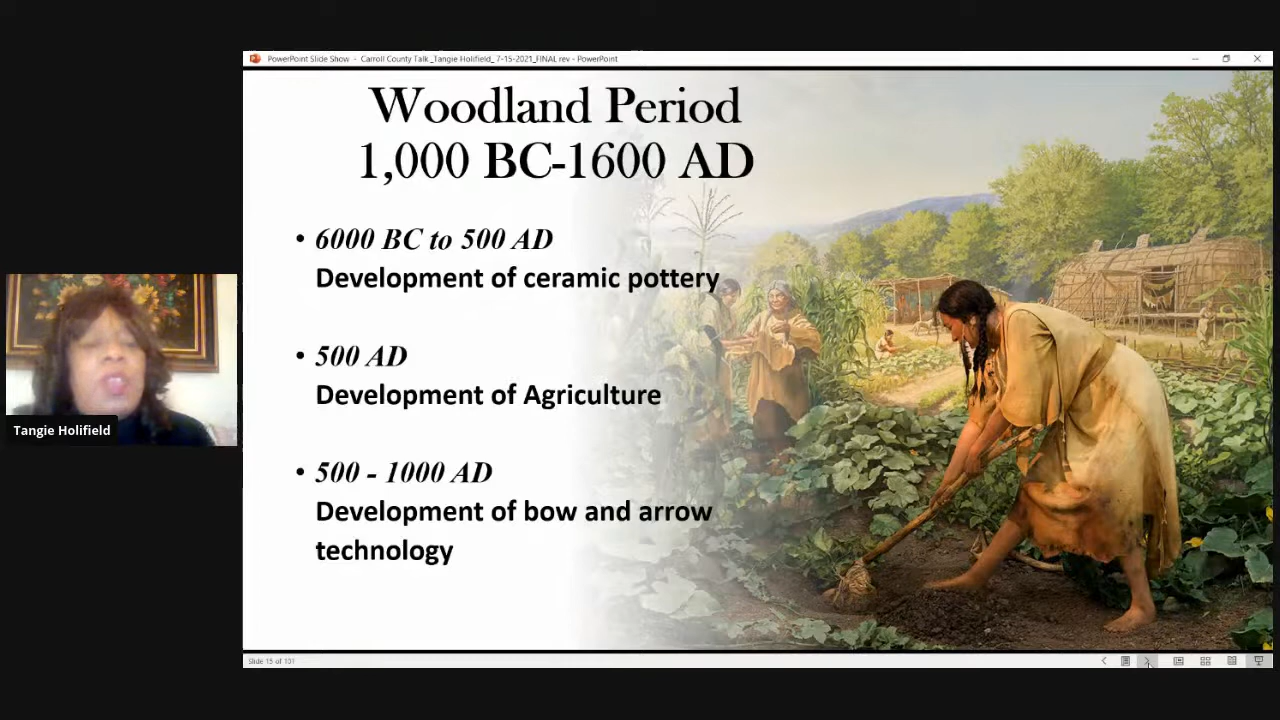 PowerPoint Slide Show - Carroll County Talk_Tangie Holifield_ 7-15-2021_FINAL rev - PowerPoint
Woodland Period
1,000 BC-1600 AD
• 6000 BC to 500 AD
Development of ceramic pottery
• 500 AD
Development of Agriculture
• 500 - 1000 AD
Development of bow and arrow
technology
Tangie Holifield
Slide 15 of 101